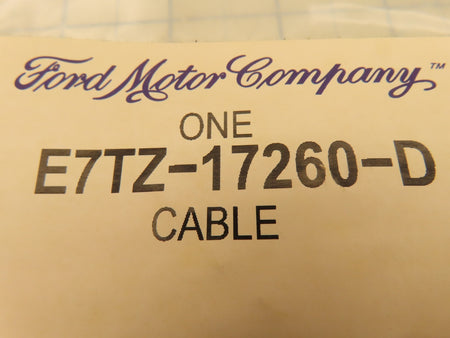 Ford Motor Company™
ONE
E7TZ-17260-D
CABLE